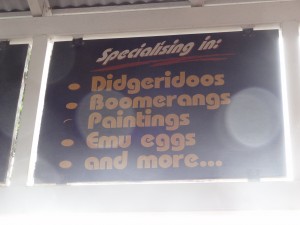 Specialising in:
• Didgeridoos
• Boomerangs
• Paintings
• Emu eggs
• and more...